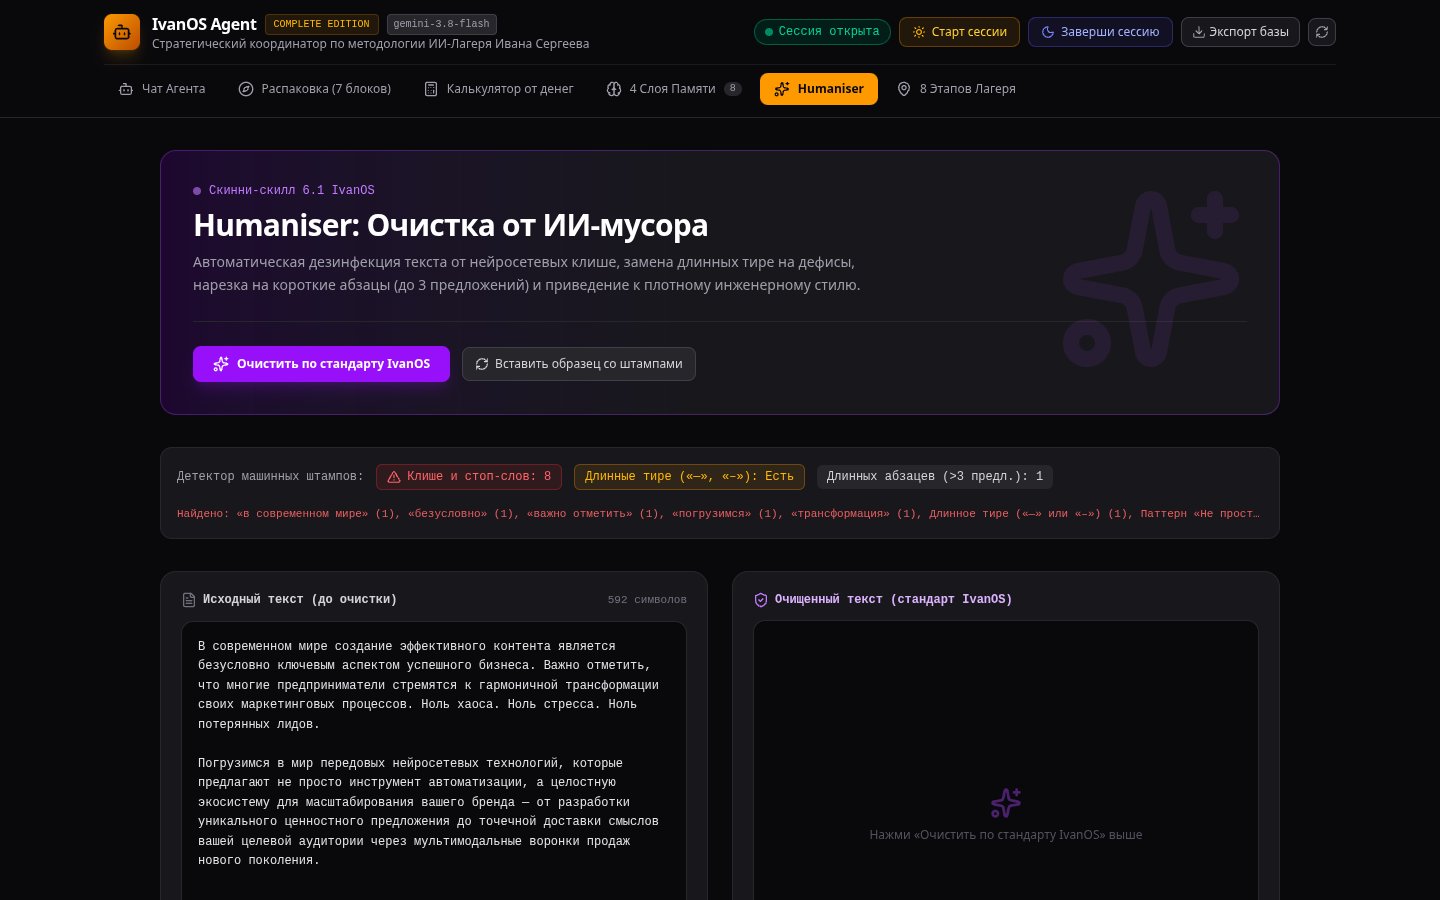 IvanOS Agent COMPLETE EDITION gemini-3.8-flash
Стратегический координатор по методологии ИИ-Лагеря Ивана Сергеева
Сессия открыта Старт сессии Заверши сессию Экспорт базы
Чат Агента Распаковка (7 блоков) Калькулятор от денег 4 Слоя Памяти 8 Humaniser 8 Этапов Лагеря
Скинни-скилл 6.1 IvanOS
Humaniser: Очистка от ИИ-мусора
Автоматическая дезинфекция текста от нейросетевых клише, замена длинных тире на дефисы,
нарезка на короткие абзацы (до 3 предложений) и приведение к плотному инженерному стилю.
Очистить по стандарту IvanOS Вставить образец со штампами
Детектор машинных штампов: Клише и стоп-слов: 8 Длинные тире («—», «–»): Есть Длинных абзацев (>3 предл.): 1
Найдено: «в современном мире» (1), «безусловно» (1), «важно отметить» (1), «погрузимся» (1), «трансформация» (1), Длинное тире («—» или «–») (1), Паттерн «Не прост…
Исходный текст (до очистки) 592 символов
В современном мире создание эффективного контента является
безусловно ключевым аспектом успешного бизнеса. Важно отметить,
что многие предприниматели стремятся к гармоничной трансформации
своих маркетинговых процессов. Ноль хаоса. Ноль стресса. Ноль
потерянных лидов.
Погрузимся в мир передовых нейросетевых технологий, которые
предлагают не просто инструмент автоматизации, а целостную
экосистему для масштабирования вашего бренда — от разработки
уникального ценностного предложения до точечной доставки смыслов
вашей целевой аудитории через мультимодальные воронки продаж
нового поколения.
Очищенный текст (стандарт IvanOS)
Нажми «Очистить по стандарту IvanOS» выше